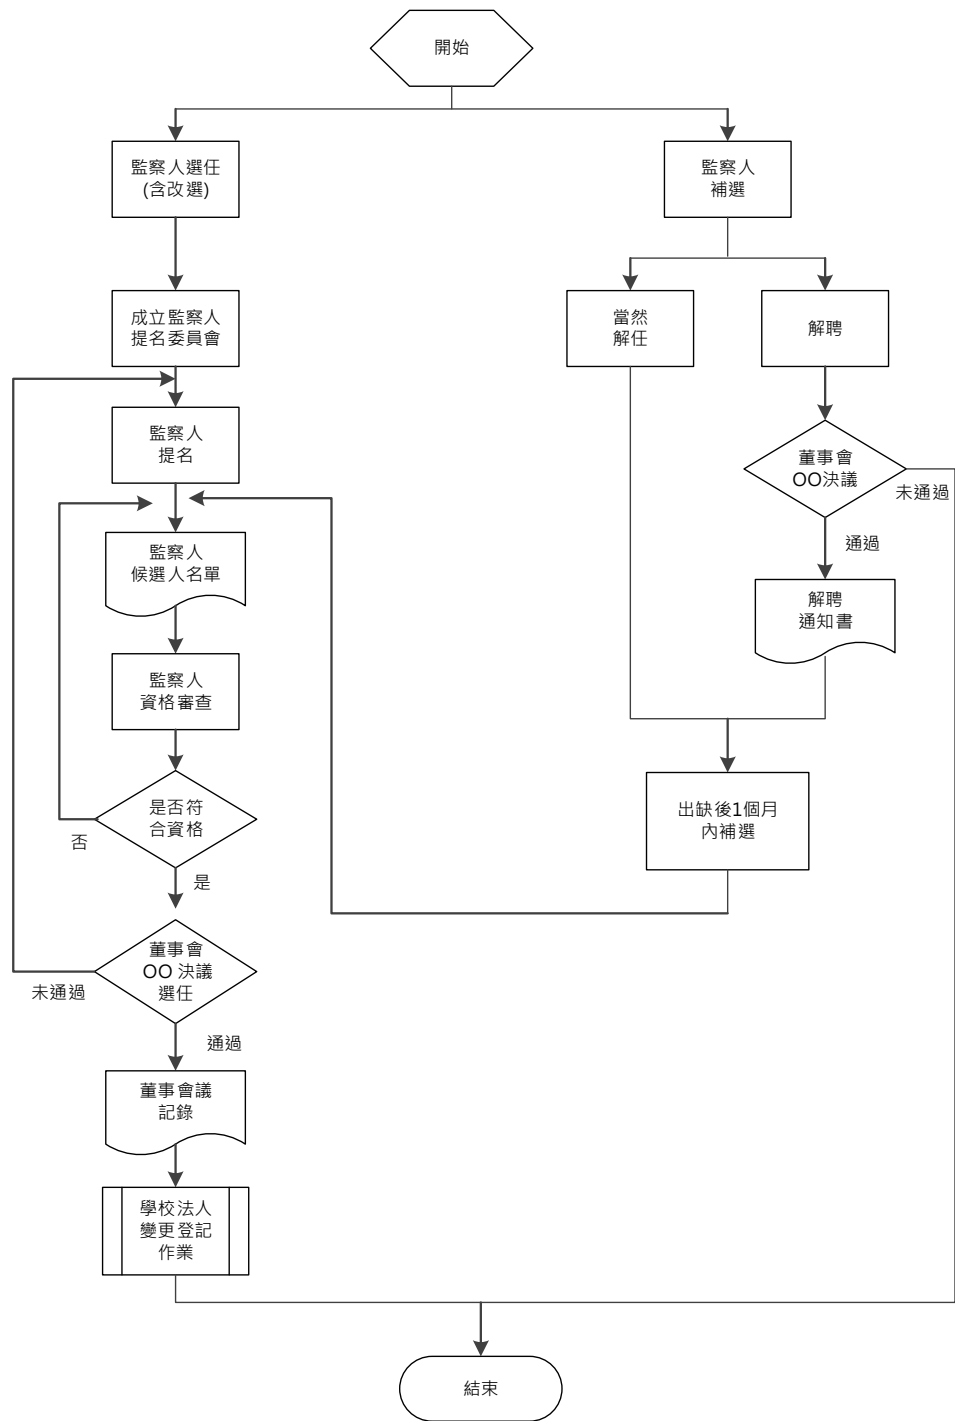 開始
監察人選任
(含改選)
監察人
補選
成立監察人
提名委員會
當然
解任
解聘
監察人
提名
董事會
OO決議
未通過
通過
監察人
候選人名單
解聘
通知書
監察人
資格審查
是否符
合資格
否
是
出缺後1個月
內補選
董事會
OO 決議
選任
未通過
通過
董事會議
記錄
學校法人
變更登記
作業
結束